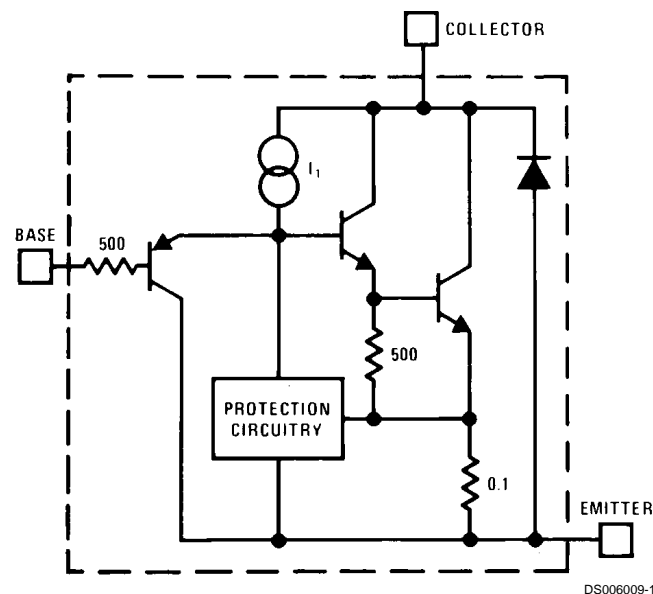 COLLECTOR
I₁
BASE
500
500
PROTECTION
CIRCUITRY
0.1
EMITTER
DS006009-1